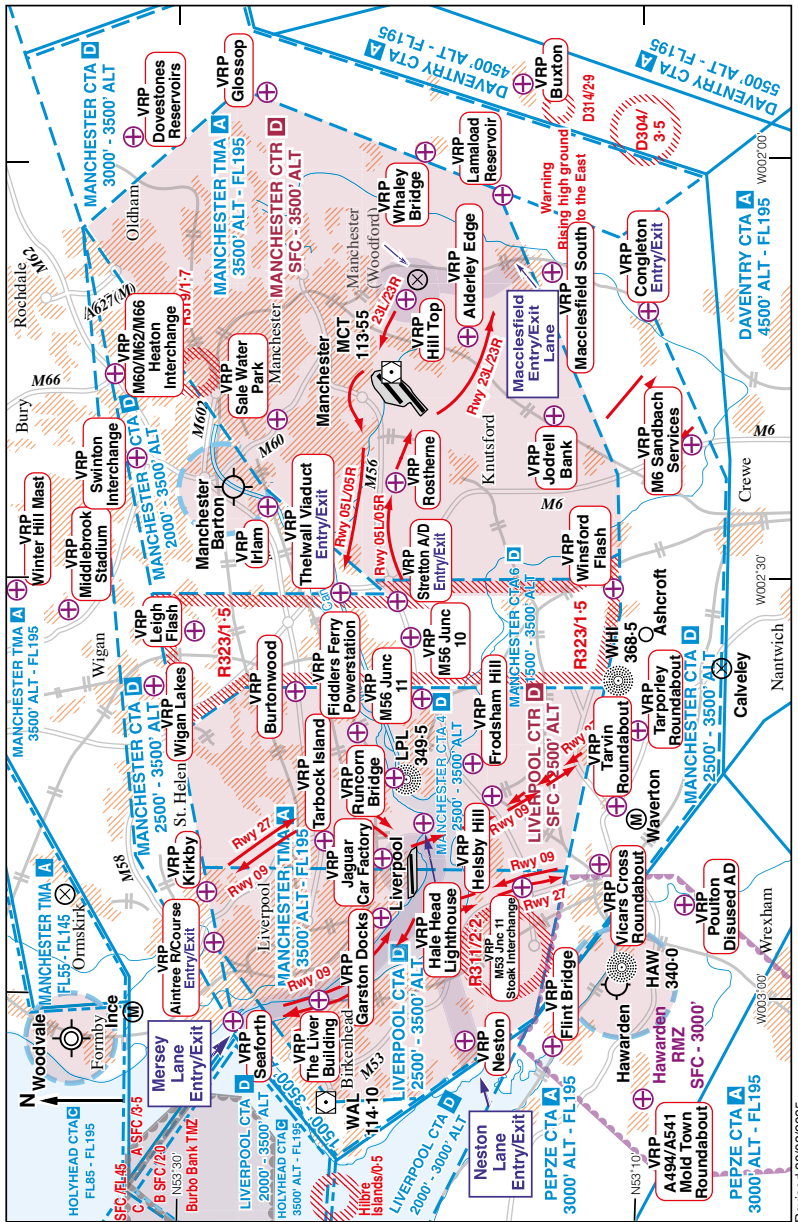 MANCHESTER TMA A
3500' ALT - FL195
VRP
Winter Hill Mast
VRP
Middlebrook
Stadium
VRP
Swinton
Interchange
Bury
M66
Rochdale
M62
A627(M)
Oldham
MANCHESTER CTA D
3000' - 3500' ALT
VRP
Dovestones
Reservoirs
VRP
Glossop
MANCHESTER TMA A
3500' ALT - FL195
MANCHESTER CTR D
SFC - 3500' ALT
DAVENTRY CTA A
4500' ALT - FL195
DAVENTRY CTA A
5500' ALT - FL195
VRP
Buxton
D314/2·9
D304/
3·5
W002°00'
VRP
M60/M62/M66
Heaton
Interchange
R319/1·7
MANCHESTER CTA D
2000' - 3500' ALT
M602
VRP
Sale Water
Park
Manchester
M60
Manchester
Barton
VRP
Irlam
VRP
Thelwall Viaduct
Entry/Exit
Manchester
MCT
113·55
M56
Manchester
(Woodford)
VRP
Whaley
Bridge
VRP
Lamaload
Reservoir
Warning
Rising high ground
to the East
23L/23R
VRP
Hill Top
VRP
Alderley Edge
Macclesfield
Entry/Exit
Lane
VRP
Macclesfield South
VRP
Congleton
Entry/Exit
DAVENTRY CTA A
4500' ALT - FL195
Rwy 23L/23R
Rwy 05L/05R
Rwy 05L/05R
VRP
Rostherne
Knutsford
VRP
Jodrell
Bank
VRP
M6 Sandbach
Services
M6
M6
Crewe
VRP
Stretton A/D
Entry/Exit
VRP
Winsford
Flash
W002°30'
Wigan
VRP
Leigh
Flash
R323/1·5
VRP
Wigan Lakes
MANCHESTER CTA D
2500' - 3500' ALT
VRP
Burtonwood
VRP
Fiddlers Ferry
Powerstation
VRP
M56 Junc
11
VRP
M56 Junc
10
MANCHESTER CTA-6 D
1500' - 3500' ALT
R323/1·5
WHI
368·5
Ashcroft
MANCHESTER CTA D
2500' - 3500' ALT
Calveley
Nantwich
VRP
Tarporley
Roundabout
VRP
Tarvin
Roundabout
VRP
Frodsham Hill
LIVERPOOL CTR D
SFC - 2500' ALT
MANCHESTER CTA-4 D
2500' - 3500' ALT
LPL
349·5
VRP
Runcorn
Bridge
VRP
Tarbock Island
M58
VRP
Kirkby
Rwy 27
Rwy 09
MANCHESTER TMA A
3500' ALT - FL195
VRP
Jaguar
Car Factory
Liverpool
VRP
Helsby Hill
Rwy 09
Rwy 09
Rwy 27
Waverton
MANCHESTER TMA A
FL55 - FL145
Ormskirk
VRP
Aintree R/Course
Entry/Exit
Liverpool
VRP
Garston Docks
VRP
Hale Head
Lighthouse
R311/2·2
VRP
M53 Jnc 11
Stoak Interchange
VRP
Vicars Cross
Roundabout
VRP
Poulton
Disused AD
Wrexham
W003°00'
N
Woodvale
Formby
Ince
Mersey
Lane
Entry/Exit
VRP
Seaforth
Rwy 09
VRP
The Liver
Building
Birkenhead
M53
LIVERPOOL CTA D
2500' - 3500' ALT
VRP
Neston
VRP
Flint Bridge
Hawarden
HAW
340·0
Hawarden
RMZ
SFC - 3000'
HOLYHEAD CTA C
FL85 - FL195
A SFC/3·5
B SFC/2·0
Burbo Bank TMZ
N53°30'
LIVERPOOL CTA D
2000' - 3500' ALT
HOLYHEAD CTA C
3500' ALT - FL195
WAL
114·10
Hilbre
Islands/0·5
LIVERPOOL CTA D
2000' - 3000' ALT
Neston
Lane
Entry/Exit
PEPZE CTA A
3000' ALT - FL195
N53°10'
VRP
A494/A541
Mold Town
Roundabout
PEPZE CTA A
3000' ALT - FL195